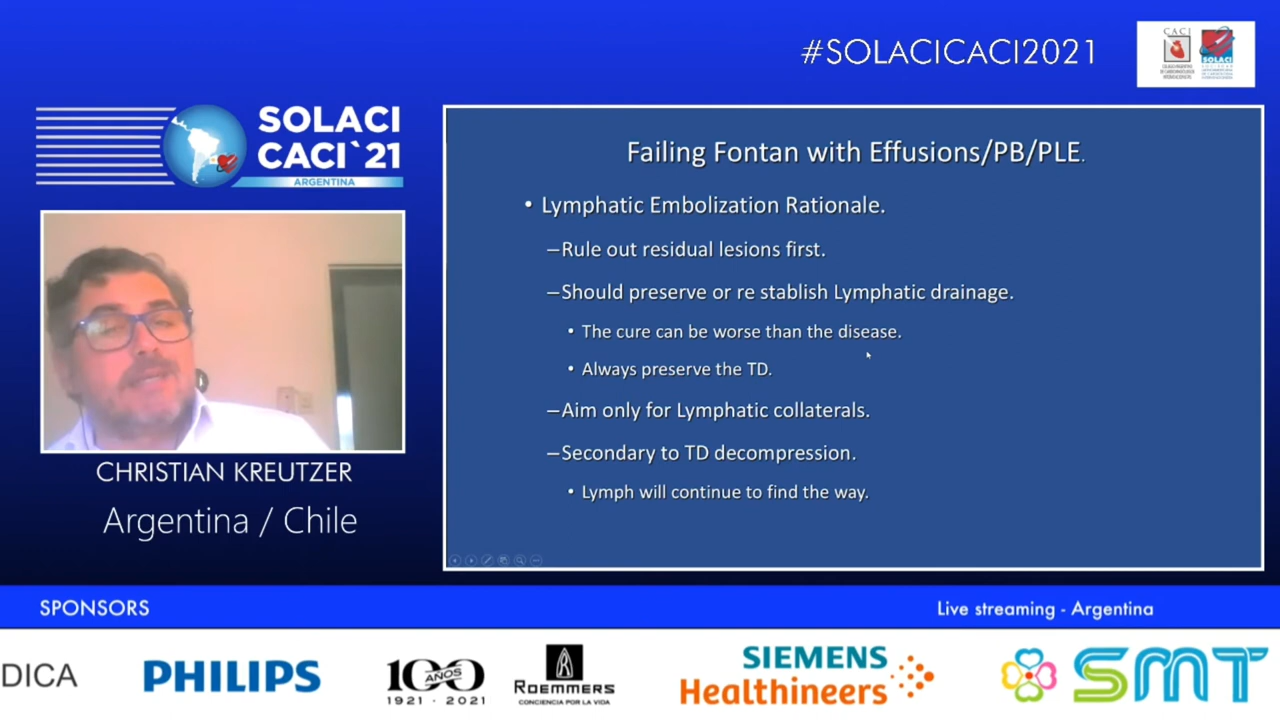 #SOLACICACI2021
CACI
SOLACI
SOLACI
CACI`21
ARGENTINA
Failing Fontan with Effusions/PB/PLE.
• Lymphatic Embolization Rationale.
–Rule out residual lesions first.
–Should preserve or re stablish Lymphatic drainage.
• The cure can be worse than the disease.
• Always preserve the TD.
–Aim only for Lymphatic collaterals.
–Secondary to TD decompression.
• Lymph will continue to find the way.
CHRISTIAN KREUTZER
Argentina / Chile
SPONSORS
Live streaming - Argentina
DICA
PHILIPS
100
AÑOS
1921 · 2021
ROEMMERS
CONCIENCIA POR LA VIDA
SIEMENS
Healthineers
SMT